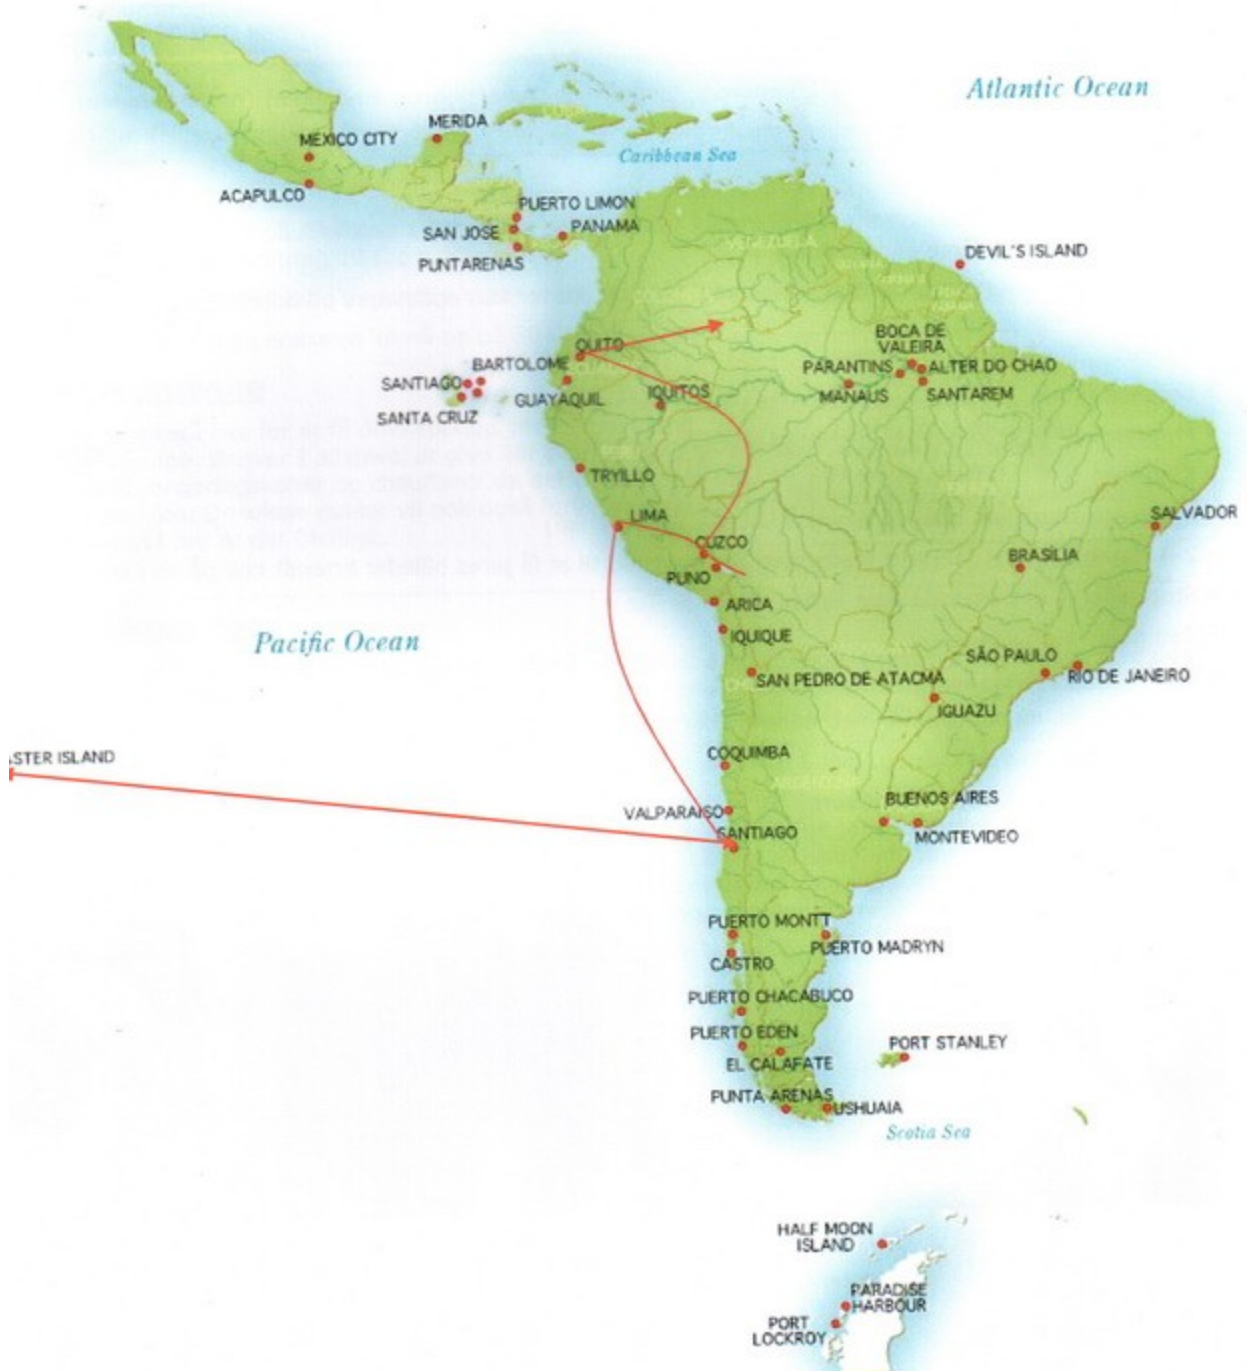 Atlantic Ocean
MERIDA
MEXICO CITY
Caribbean Sea
ACAPULCO
PUERTO LIMON
PANAMA
SAN JOSE
PUNTARENAS
VENEZUELA
DEVIL'S ISLAND
BOCA DE
VALEIRA
QUITO
BARTOLOME
PARANTINS
ALTER DO CHAO
SANTIAGO
IQUITOS
MANAUS
SANTAREM
GUAYAQUIL
SANTA CRUZ
TRYILLO
LIMA
SALVADOR
CUZCO
BRASÍLIA
PUNO
ARICA
IQUIQUE
Pacific Ocean
SÃO PAULO
RIO DE JANEIRO
SAN PEDRO DE ATACMA
IGUAZU
STER ISLAND
COQUIMBA
BUENOS AIRES
VALPARAISO
SANTIAGO
MONTEVIDEO
PUERTO MONTT
PUERTO MADRYN
CASTRO
PUERTO CHACABUCO
PUERTO EDEN
PORT STANLEY
EL CALAFATE
PUNTA ARENAS
USHUAIA
Scotia Sea
HALF MOON
ISLAND
PARADISE
HARBOUR
PORT
LOCKROY